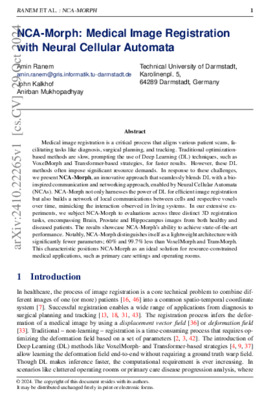 RANEM ET AL.: NCA-MORPH
1
NCA-Morph: Medical Image Registration
with Neural Cellular Automata
Amin Ranem
amin.ranem@gris.informatik.tu-darmstadt.de
John Kalkhof
Anirban Mukhopadhyay
Technical University of Darmstadt,
Karolinenpl. 5,
64289 Darmstadt, Germany
arXiv:2410.22265v1 [cs.CV] 29 Oct 2024
Abstract
Medical image registration is a critical process that aligns various patient scans, fa-
cilitating tasks like diagnosis, surgical planning, and tracking. Traditional optimization-
based methods are slow, prompting the use of Deep Learning (DL) techniques, such as
VoxelMorph and Transformer-based strategies, for faster results. However, these DL
methods often impose significant resource demands. In response to these challenges,
we present NCA-Morph, an innovative approach that seamlessly blends DL with a bio-
inspired communication and networking approach, enabled by Neural Cellular Automata
(NCAs). NCA-Morph not only harnesses the power of DL for efficient image registration
but also builds a network of local communications between cells and respective voxels
over time, mimicking the interaction observed in living systems. In our extensive ex-
periments, we subject NCA-Morph to evaluations across three distinct 3D registration
tasks, encompassing Brain, Prostate and Hippocampus images from both healthy and
diseased patients. The results showcase NCA-Morph's ability to achieve state-of-the-art
performance. Notably, NCA-Morph distinguishes itself as a lightweight architecture with
significantly fewer parameters; 60% and 99.7% less than VoxelMorph and TransMorph.
This characteristic positions NCA-Morph as an ideal solution for resource-constrained
medical applications, such as primary care settings and operating rooms.
1 Introduction
In healthcare, the process of image registration is a core technical problem to combine dif-
ferent images of one (or more) patients [16, 46] into a common spatio-temporal coordinate
system [7]. Successful registration enables a wide range of applications from diagnosis to
surgical planning and tracking [13, 18, 31, 43]. The registration process infers the defor-
mation of a medical image by using a displacement vector field [36] or deformation field
[33]. Traditional – non learning – registration is a time-consuming process that requires op-
timizing the deformation field based on a set of parameters [2, 3, 42]. The introduction of
Deep Learning (DL) methods like VoxelMorph- and Transformer-based strategies [4, 9, 37]
allow learning the deformation field end-to-end without requiring a ground truth warp field.
Though DL makes inference faster, the computational requirement is ever increasing. In
scenarios like cluttered operating room or primary care disease progression analysis, where
© 2024. The copyright of this document resides with its authors.
It may be distributed unchanged freely in print or electronic forms.